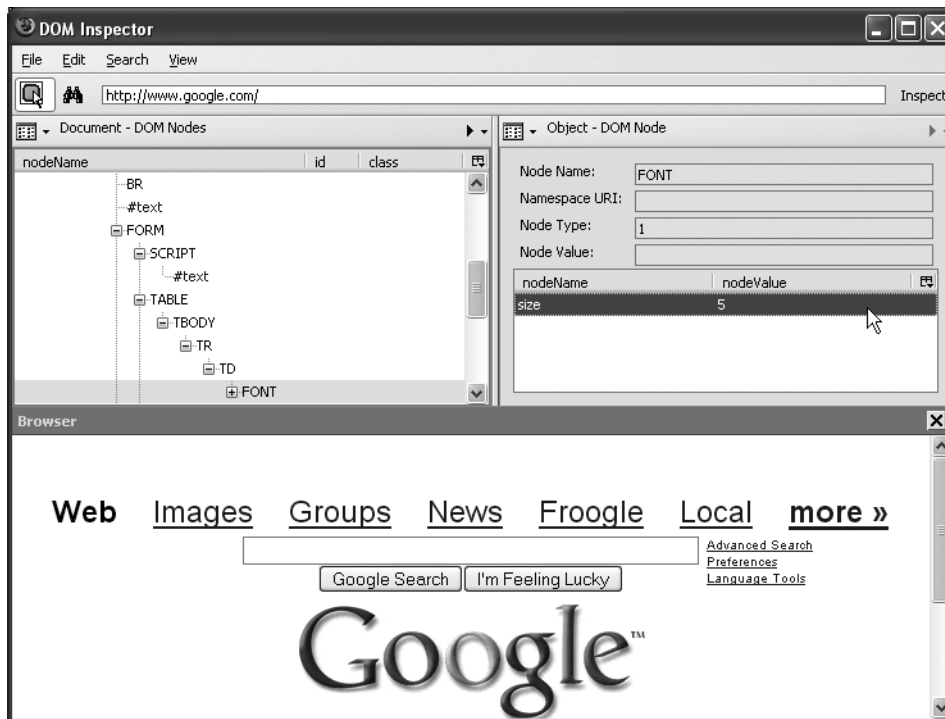 DOM Inspector
File Edit Search View
http://www.google.com/ Inspect
Document - DOM Nodes
nodeName id class
BR
#text
FORM
SCRIPT
#text
TABLE
TBODY
TR
TD
FONT
Object - DOM Node
Node Name: FONT
Namespace URI:
Node Type: 1
Node Value:
nodeName nodeValue
size 5
Browser
Web Images Groups News Froogle Local more »
Advanced Search
Preferences
Language Tools
Google Search I'm Feeling Lucky
Google™